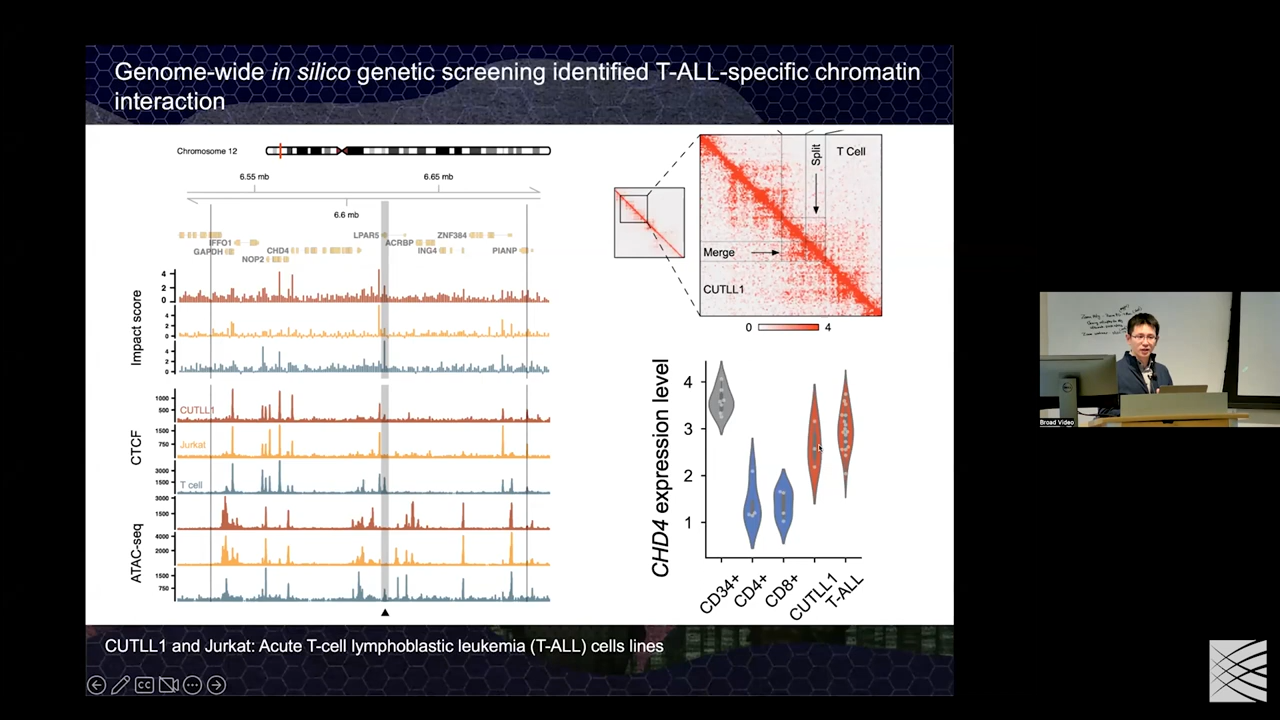 Genome-wide in silico genetic screening identified T-ALL-specific chromatin
interaction
Chromosome 12
6.55 mb
6.65 mb
6.6 mb
LPAR5
ZNF384
IFFO1
ACRBP
GAPDH
CHD4
ING4
PIANP
NOP2
Impact score
4
2
0
4
2
0
4
2
0
CTCF
CUTLL1
1000
500
Jurkat
1500
750
T cell
3000
1500
ATAC-seq
3000
1500
4000
2000
1500
750
Split
T Cell
Merge
CUTLL1
0
4
CHD4 expression level
4
3
2
1
CD34+
CD4+
CD8+
CUTLL1
T-ALL
CUTLL1 and Jurkat: Acute T-cell lymphoblastic leukemia (T-ALL) cells lines
CC
Broad Video